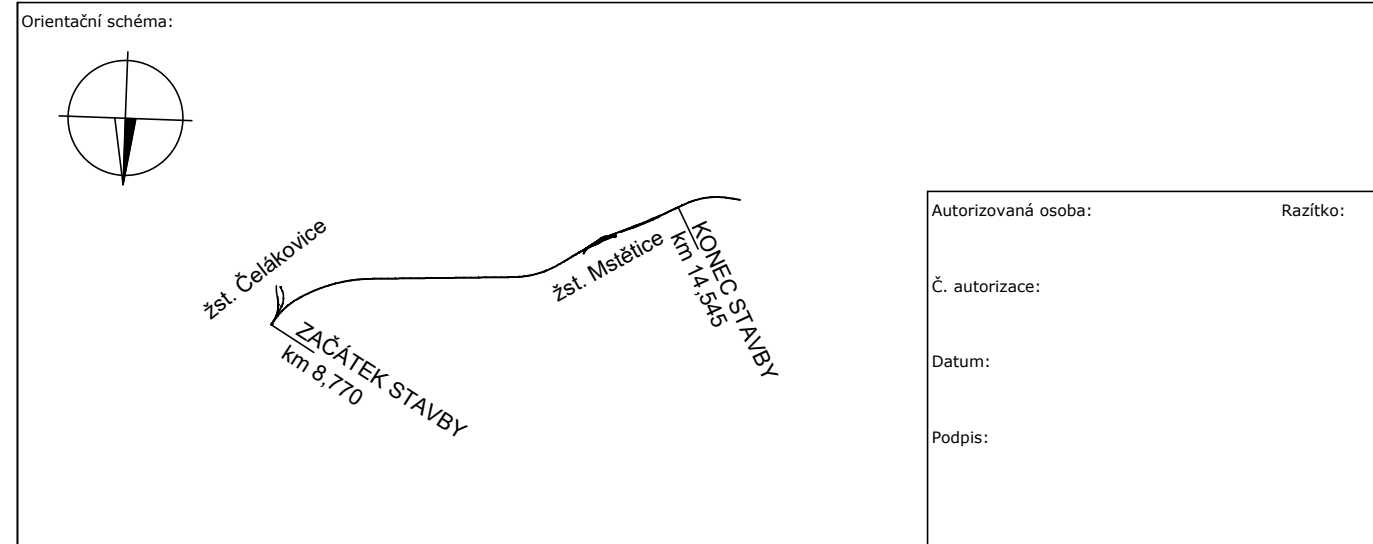 Orientační schéma:
žst. Čelákovice
ZAČÁTEK STAVBY
km 8,770
žst. Mstětice
KONEC STAVBY
km 14,545
Autorizovaná osoba: Razítko:
Č. autorizace:
Datum:
Podpis: